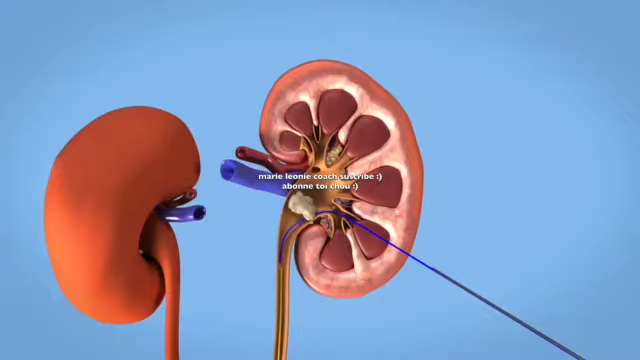 marie leonie coach suscribe :)
abonne toi chou :)